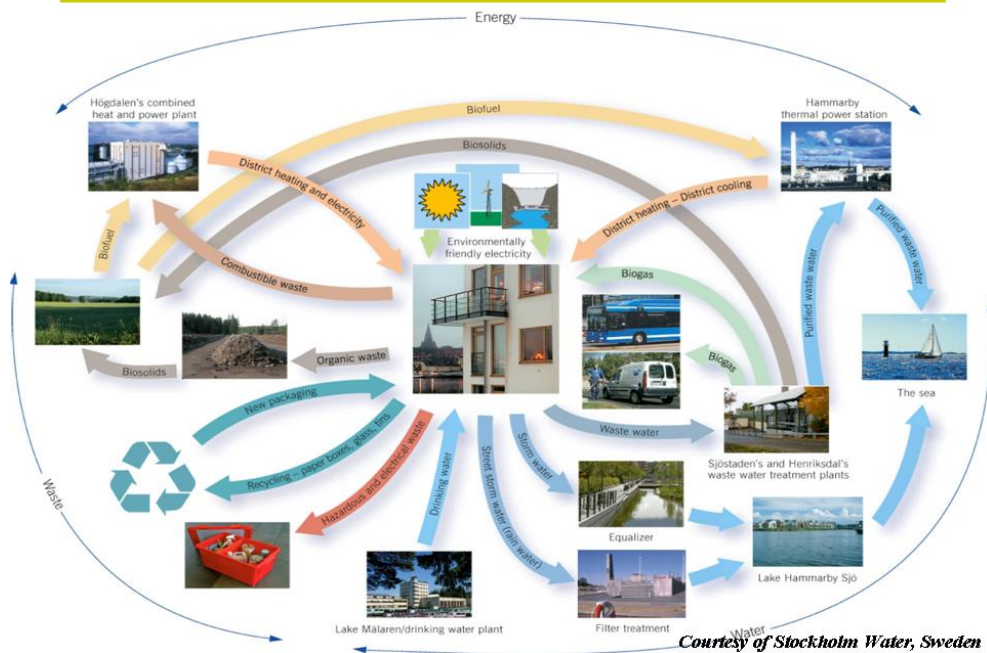 Energy
Högdalen's combined
heat and power plant
Hammarby
thermal power station
Biofuel
Biosolids
District heating and electricity
District heating – District cooling
Environmentally
friendly electricity
Biofuel
Combustible waste
Biogas
Purified waste water
Purified waste water
Biogas
Biosolids
Organic waste
The sea
New packaging
Recycling – paper boxes, glass, tins
Hazardous and electrical waste
Drinking water
Street storm water (rain water)
Storm water
Waste water
Sjöstaden's and Henriksdal's
waste water treatment plants
Waste
Equalizer
Lake Hammarby Sjö
Lake Mälaren/drinking water plant
Filter treatment
Water
Courtesy of Stockholm Water, Sweden